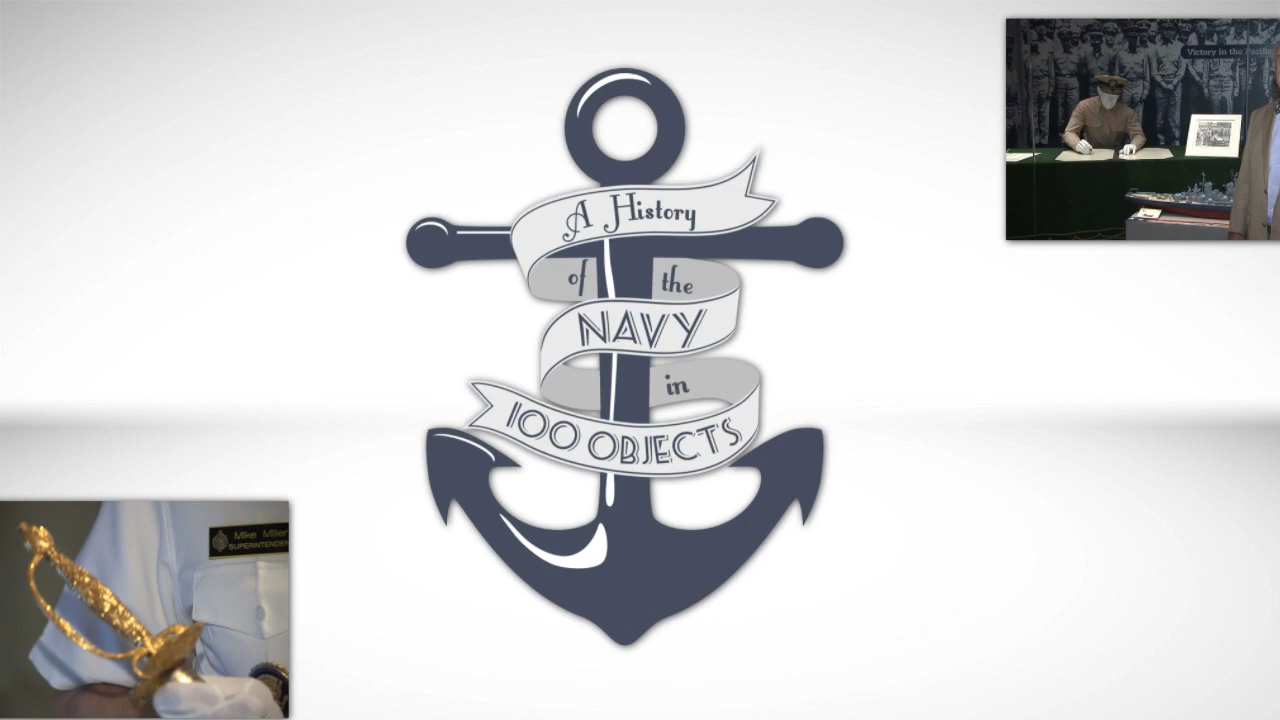 Victory in the Pacific
A History
of the
NAVY
in
100 OBJECTS
Mike Miller
SUPERINTENDEN